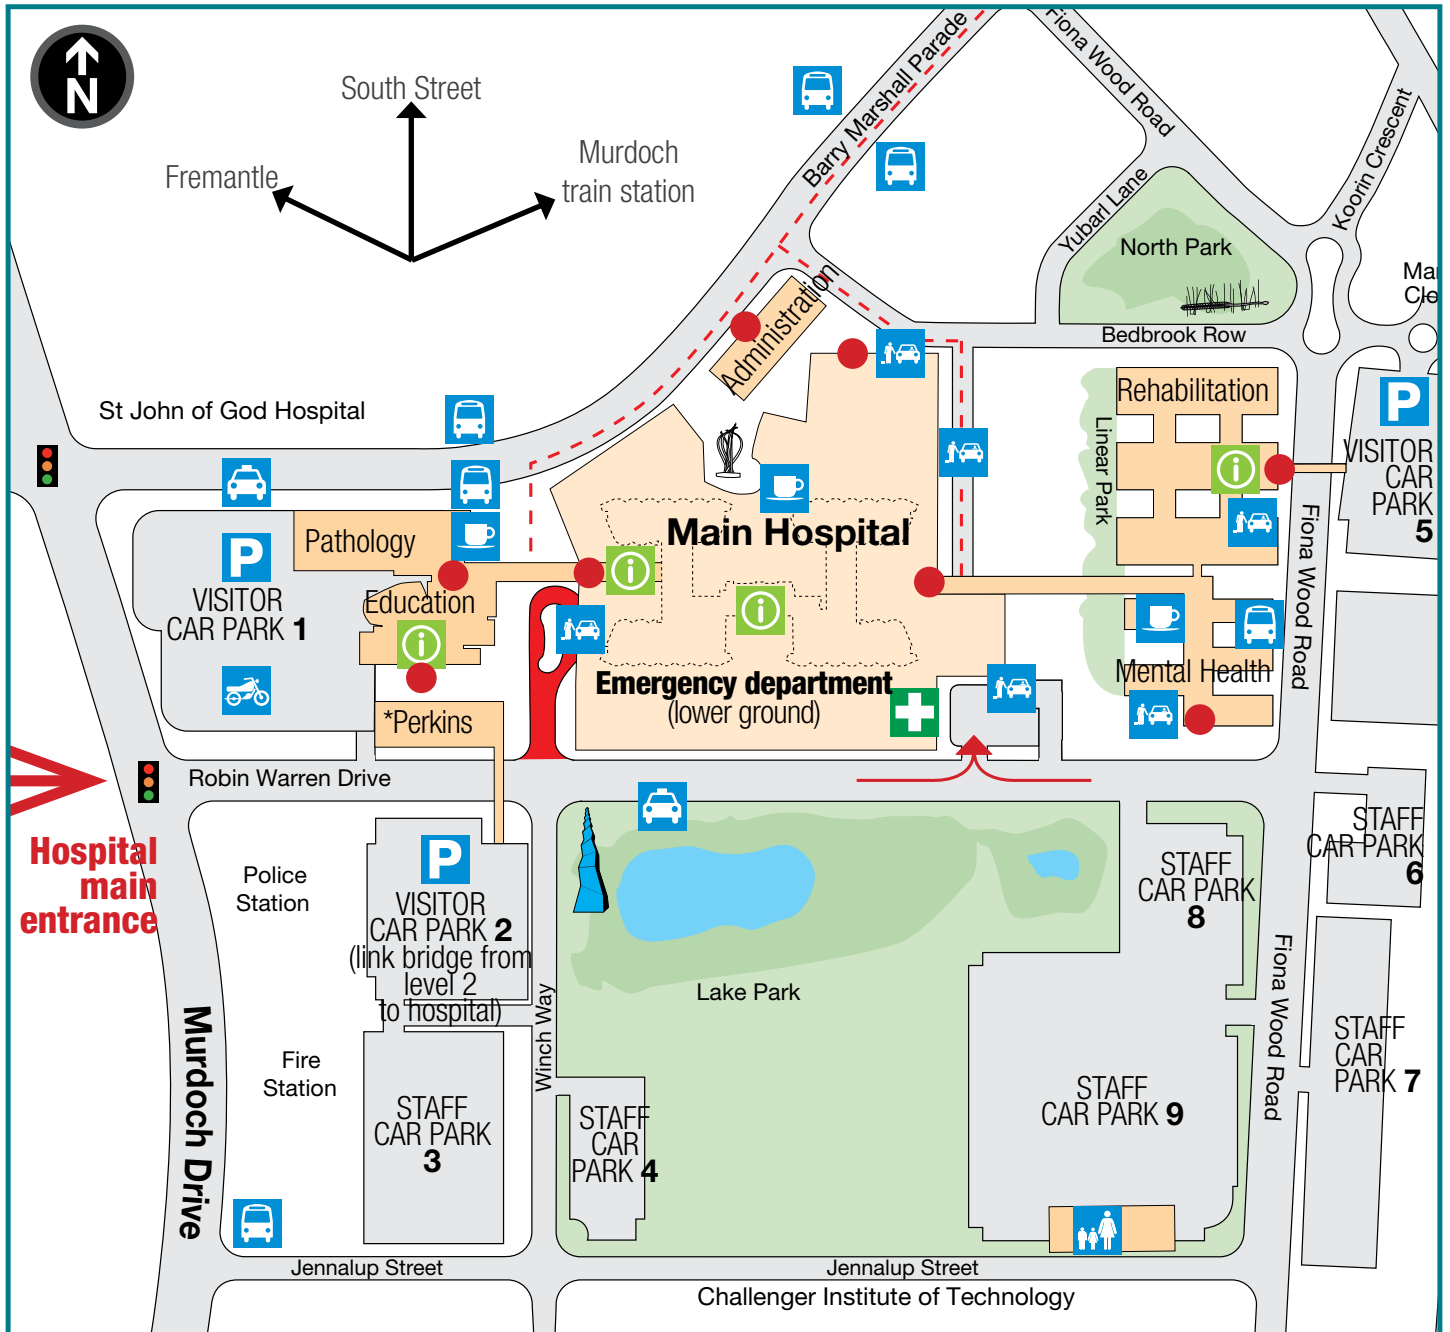 N
South Street
Fremantle
Murdoch
train station
Barry Marshall Parade
Fiona Wood Road
Koorin Crescent
Yubarl Lane
North Park
Bedbrook Row
Administration
St John of God Hospital
Rehabilitation
Linear Park
P
VISITOR
CAR
PARK
5
Main Hospital
Pathology
P
VISITOR
CAR PARK 1
Education
i
i
i
i
Fiona Wood Road
Emergency department
(lower ground)
Mental Health
*Perkins
Robin Warren Drive
Hospital
main
entrance
Police
Station
P
VISITOR
CAR PARK 2
(link bridge from
level 2
to hospital)
STAFF
CAR PARK
6
STAFF
CAR PARK
8
Lake Park
Winch Way
Fiona Wood Road
Murdoch Drive
Fire
Station
STAFF
CAR PARK
3
STAFF
CAR
PARK 4
STAFF
CAR PARK 9
STAFF
CAR
PARK 7
Jennalup Street
Jennalup Street
Challenger Institute of Technology